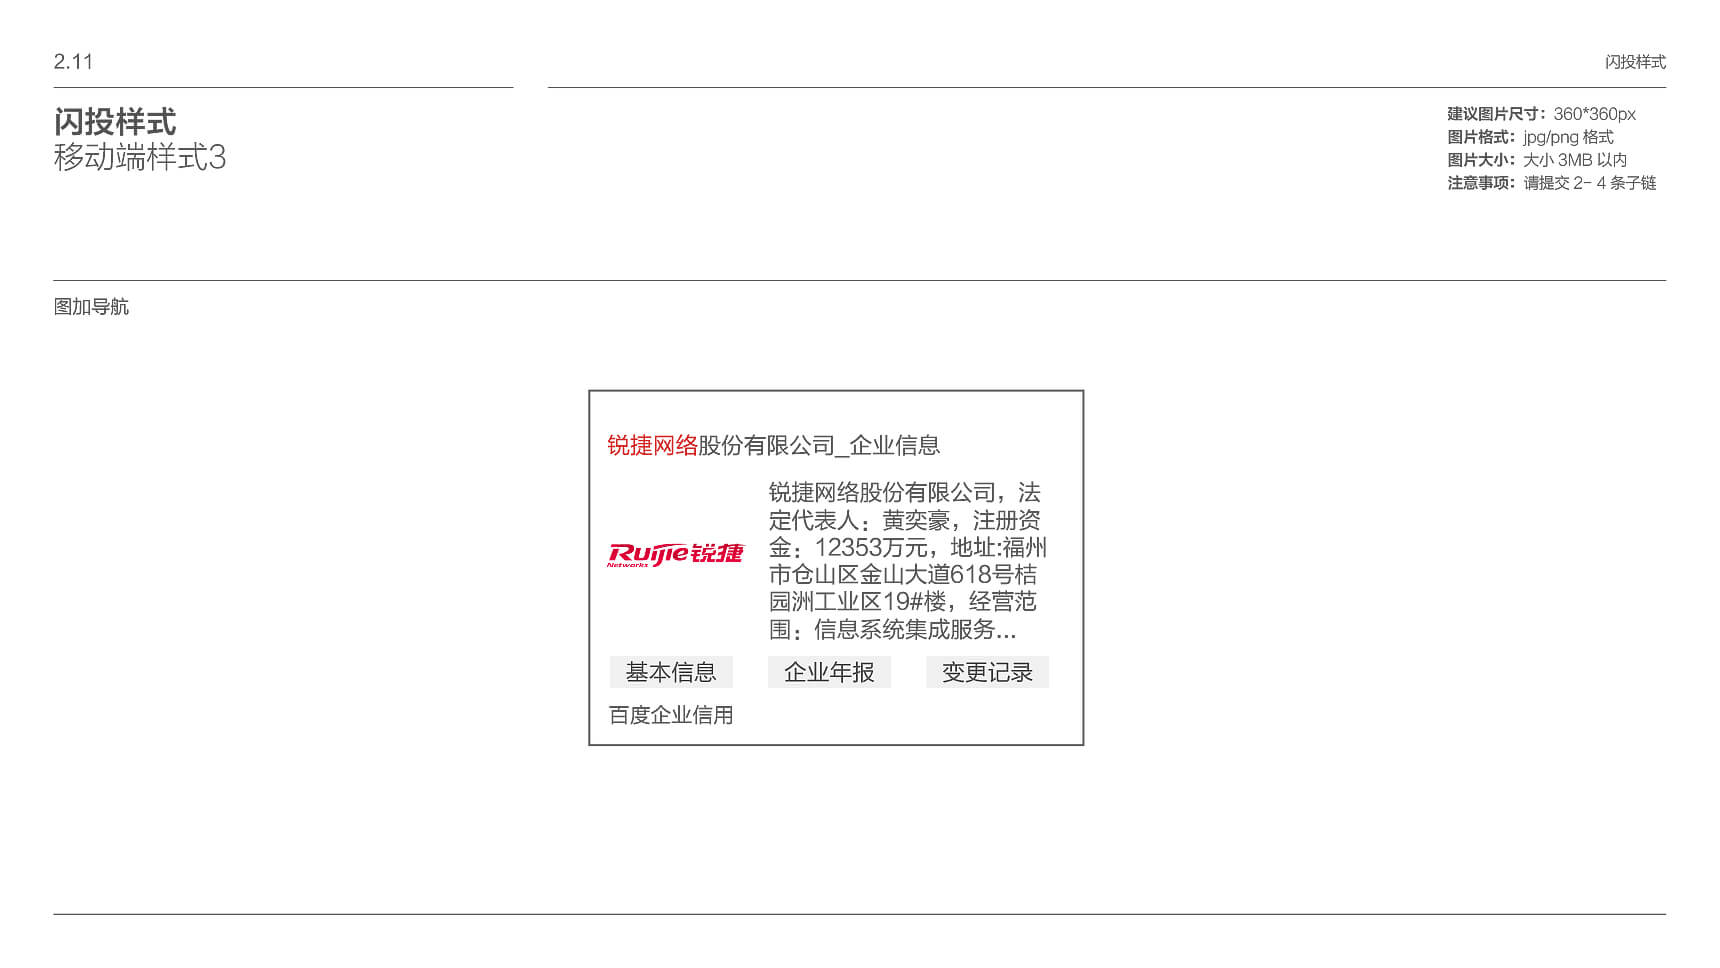 2.11
闪投样式
闪投样式
移动端样式3
建议图片尺寸：360*360px
图片格式：jpg/png 格式
图片大小：大小 3MB 以内
注意事项：请提交 2- 4 条子链
图加导航
锐捷网络股份有限公司_企业信息
Ruijie锐捷
Networks
锐捷网络股份有限公司，法
定代表人：黄奕豪，注册资
金：12353万元，地址:福州
市仓山区金山大道618号桔
园洲工业区19#楼，经营范
围：信息系统集成服务...
基本信息
企业年报
变更记录
百度企业信用